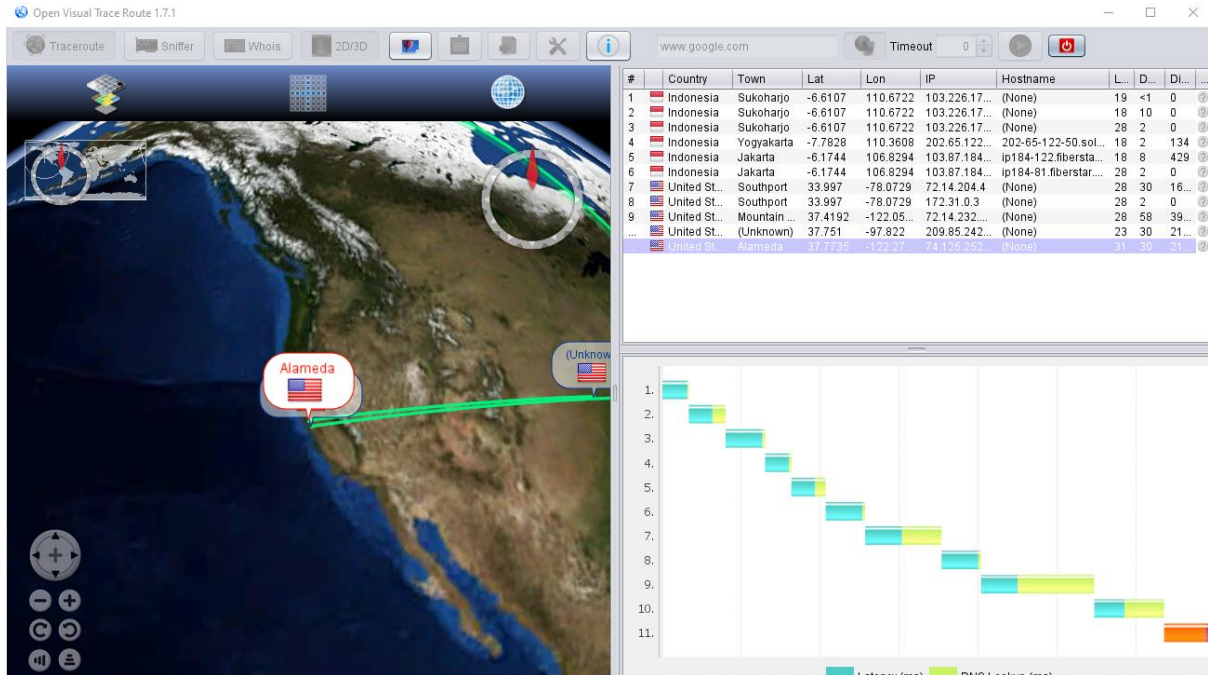 Open Visual Trace Route 1.7.1
Traceroute Sniffer Whois 2D/3D www.google.com Timeout 0
# Country Town Lat Lon IP Hostname L... D... Di... ...
1 Indonesia Sukoharjo -6.6107 110.6722 103.226.17... (None) 19 <1 0
2 Indonesia Sukoharjo -6.6107 110.6722 103.226.17... (None) 18 10 0
3 Indonesia Sukoharjo -6.6107 110.6722 103.226.17... (None) 28 2 0
4 Indonesia Yogyakarta -7.7828 110.3608 202.65.122... 202-65-122-50.sol... 18 2 134
5 Indonesia Jakarta -6.1744 106.8294 103.87.184... ip184-122.fibersta... 18 8 429
6 Indonesia Jakarta -6.1744 106.8294 103.87.184... ip184-81.fiberstar.... 28 2 0
7 United St... Southport 33.997 -78.0729 72.14.204.4 (None) 28 30 16...
8 United St... Southport 33.997 -78.0729 172.31.0.3 (None) 28 2 0
9 United St... Mountain ... 37.4192 -122.05... 72.14.232.... (None) 28 58 39...
... United St... (Unknown) 37.751 -97.822 209.85.242... (None) 23 30 21...
... United St... Alameda 37.7735 -122.27... 74.125.252... (None) 31 30 21...
(Unknow
Alameda
1.
2.
3.
4.
5.
6.
7.
8.
9.
10.
11.
Latency (ms) DNS Lookup (ms)